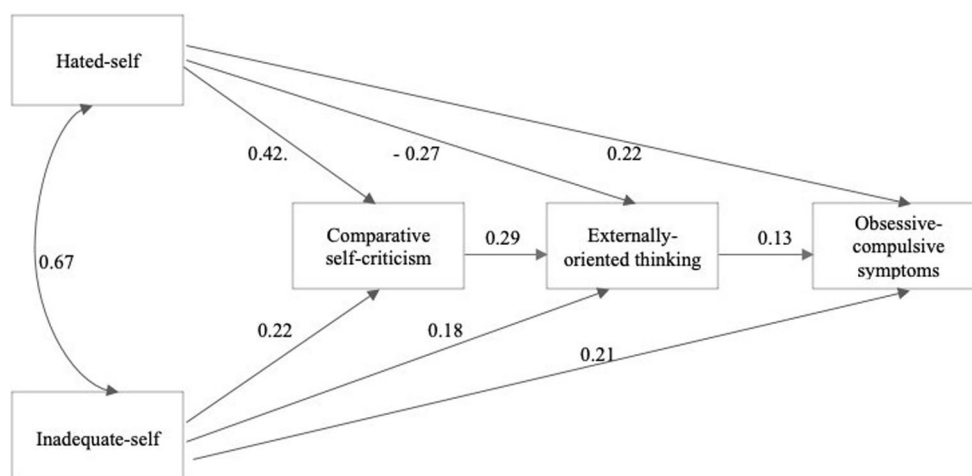 Hated-self
0.42.
- 0.27
0.22
Comparative
self-criticism
0.29
Externally-
oriented thinking
0.13
Obsessive-
compulsive
symptoms
0.67
0.22
0.18
0.21
Inadequate-self